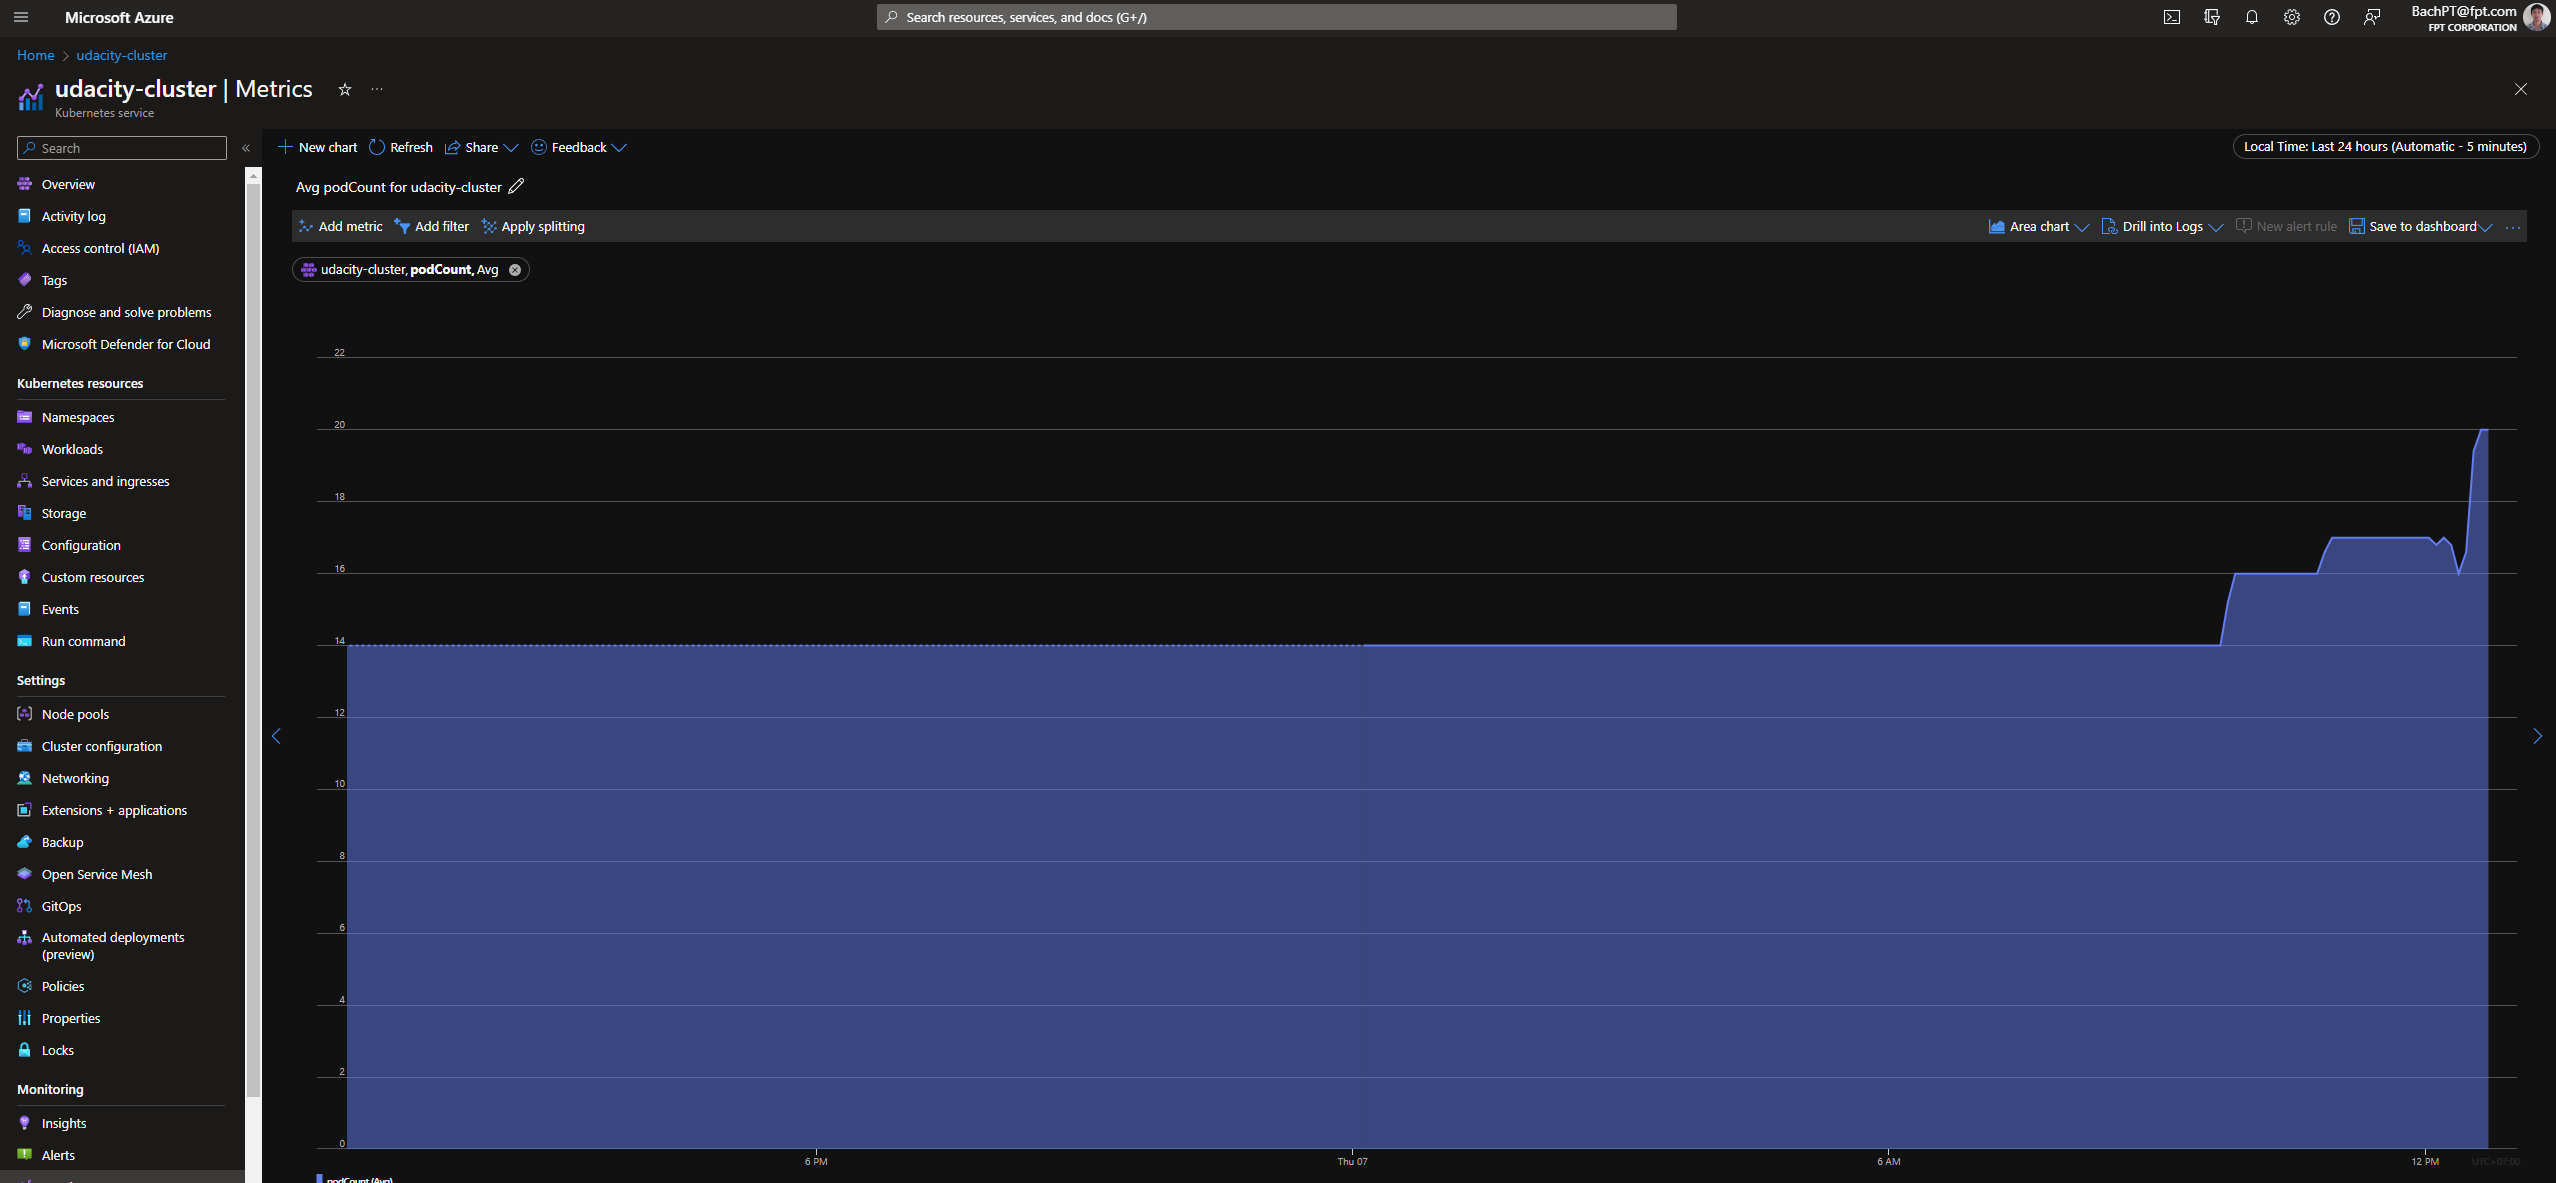 Microsoft Azure
Search resources, services, and docs (G+/)
BachPT@fpt.com
FPT CORPORATION
Home > udacity-cluster
udacity-cluster | Metrics
Kubernetes service
Search
Overview
Activity log
Access control (IAM)
Tags
Diagnose and solve problems
Microsoft Defender for Cloud
Kubernetes resources
Namespaces
Workloads
Services and ingresses
Storage
Configuration
Custom resources
Events
Run command
Settings
Node pools
Cluster configuration
Networking
Extensions + applications
Backup
Open Service Mesh
GitOps
Automated deployments
(preview)
Policies
Properties
Locks
Monitoring
Insights
Alerts
New chart Refresh Share Feedback
Local Time: Last 24 hours (Automatic - 5 minutes)
Avg podCount for udacity-cluster
Add metric Add filter Apply splitting
Area chart Drill into Logs New alert rule Save to dashboard
udacity-cluster, podCount, Avg
22
20
18
16
14
12
10
8
6
4
2
0
6 PM Thu 07 6 AM 12 PM UTC+07:00
podCount (Avg)